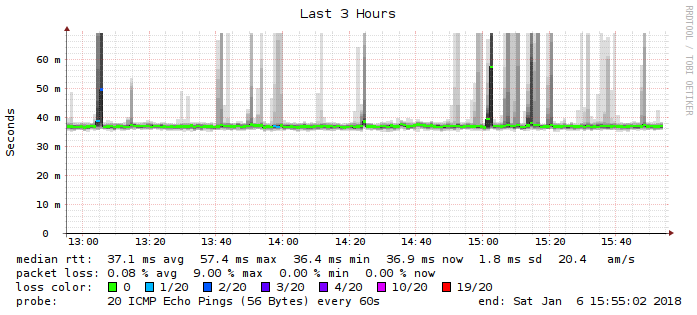 Last 3 Hours
RRDTOOL / TOBI OETIKER
Seconds
60 m
50 m
40 m
30 m
20 m
10 m
0
13:00 13:20 13:40 14:00 14:20 14:40 15:00 15:20 15:40
median rtt: 37.1 ms avg 57.4 ms max 36.4 ms min 36.9 ms now 1.8 ms sd 20.4 am/s
packet loss: 0.08 % avg 9.00 % max 0.00 % min 0.00 % now
loss color: 0 1/20 2/20 3/20 4/20 10/20 19/20
probe: 20 ICMP Echo Pings (56 Bytes) every 60s end: Sat Jan 6 15:55:02 2018